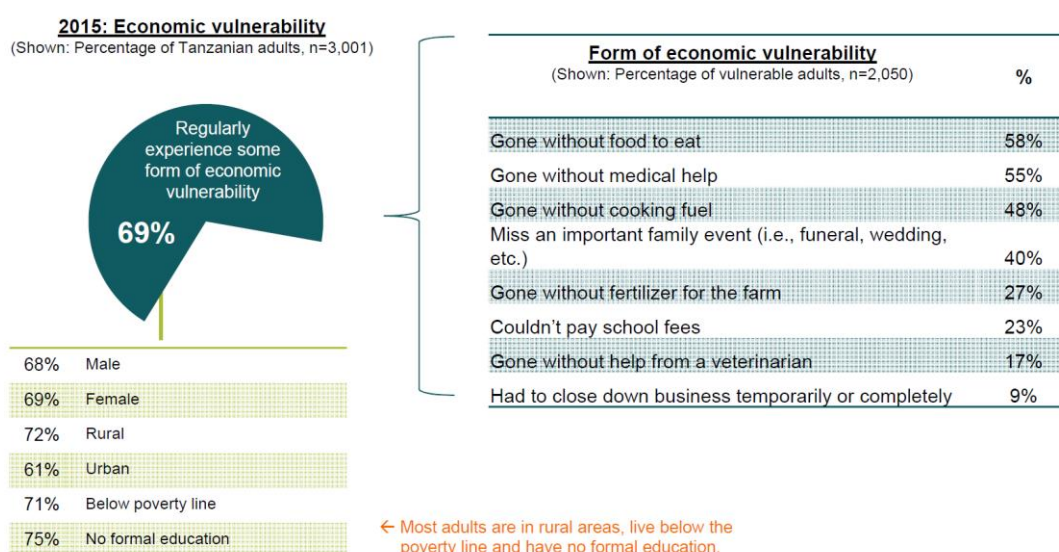 2015: Economic vulnerability
(Shown: Percentage of Tanzanian adults, n=3,001)
Regularly
experience some
form of economic
vulnerability
69%
68% Male
69% Female
72% Rural
61% Urban
71% Below poverty line
75% No formal education
Form of economic vulnerability
(Shown: Percentage of vulnerable adults, n=2,050)
%
Gone without food to eat 58%
Gone without medical help 55%
Gone without cooking fuel 48%
Miss an important family event (i.e., funeral, wedding,
etc.) 40%
Gone without fertilizer for the farm 27%
Couldn't pay school fees 23%
Gone without help from a veterinarian 17%
Had to close down business temporarily or completely 9%
← Most adults are in rural areas, live below the
poverty line and have no formal education.